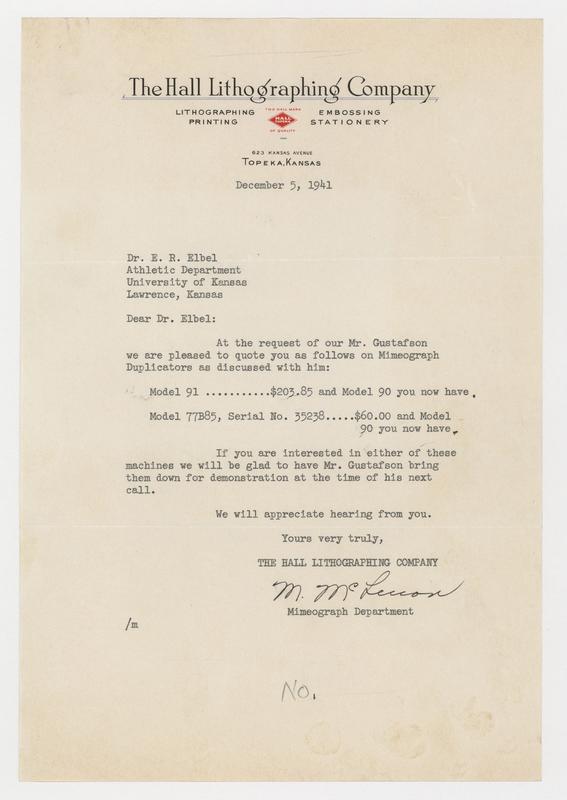 The Hall Lithographing Company
LITHOGRAPHING
PRINTING
THE HALL MARK
HALL
OF QUALITY
EMBOSSING
STATIONERY
623 KANSAS AVENUE
TOPEKA, KANSAS
December 5, 1941
Dr. E. R. Elbel
Athletic Department
University of Kansas
Lawrence, Kansas
Dear Dr. Elbel:
At the request of our Mr. Gustafson
we are pleased to quote you as follows on Mimeograph
Duplicators as discussed with him:
Model 91 ...........$203.85 and Model 90 you now have.
Model 77B85, Serial No. 35238.....$60.00 and Model
90 you now have.
If you are interested in either of these
machines we will be glad to have Mr. Gustafson bring
them down for demonstration at the time of his next
call.
We will appreciate hearing from you.
Yours very truly,
THE HALL LITHOGRAPHING COMPANY
M. McLennon
Mimeograph Department
/m
No.